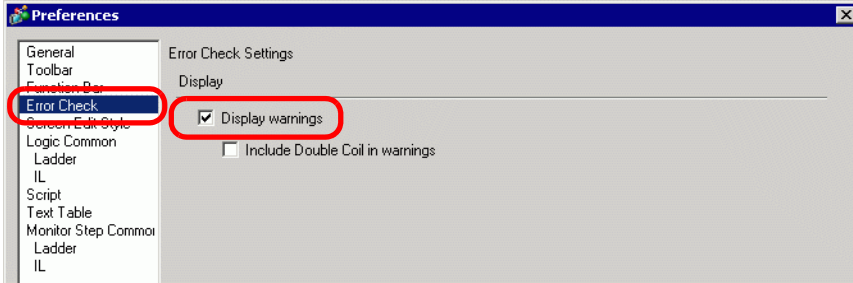 Preferences
General
Toolbar
Function Bar
Error Check
Screen Edit Style
Logic Common
Ladder
IL
Script
Text Table
Monitor Step Commo
Ladder
IL
Error Check Settings
Display
Display warnings
Include Double Coil in warnings